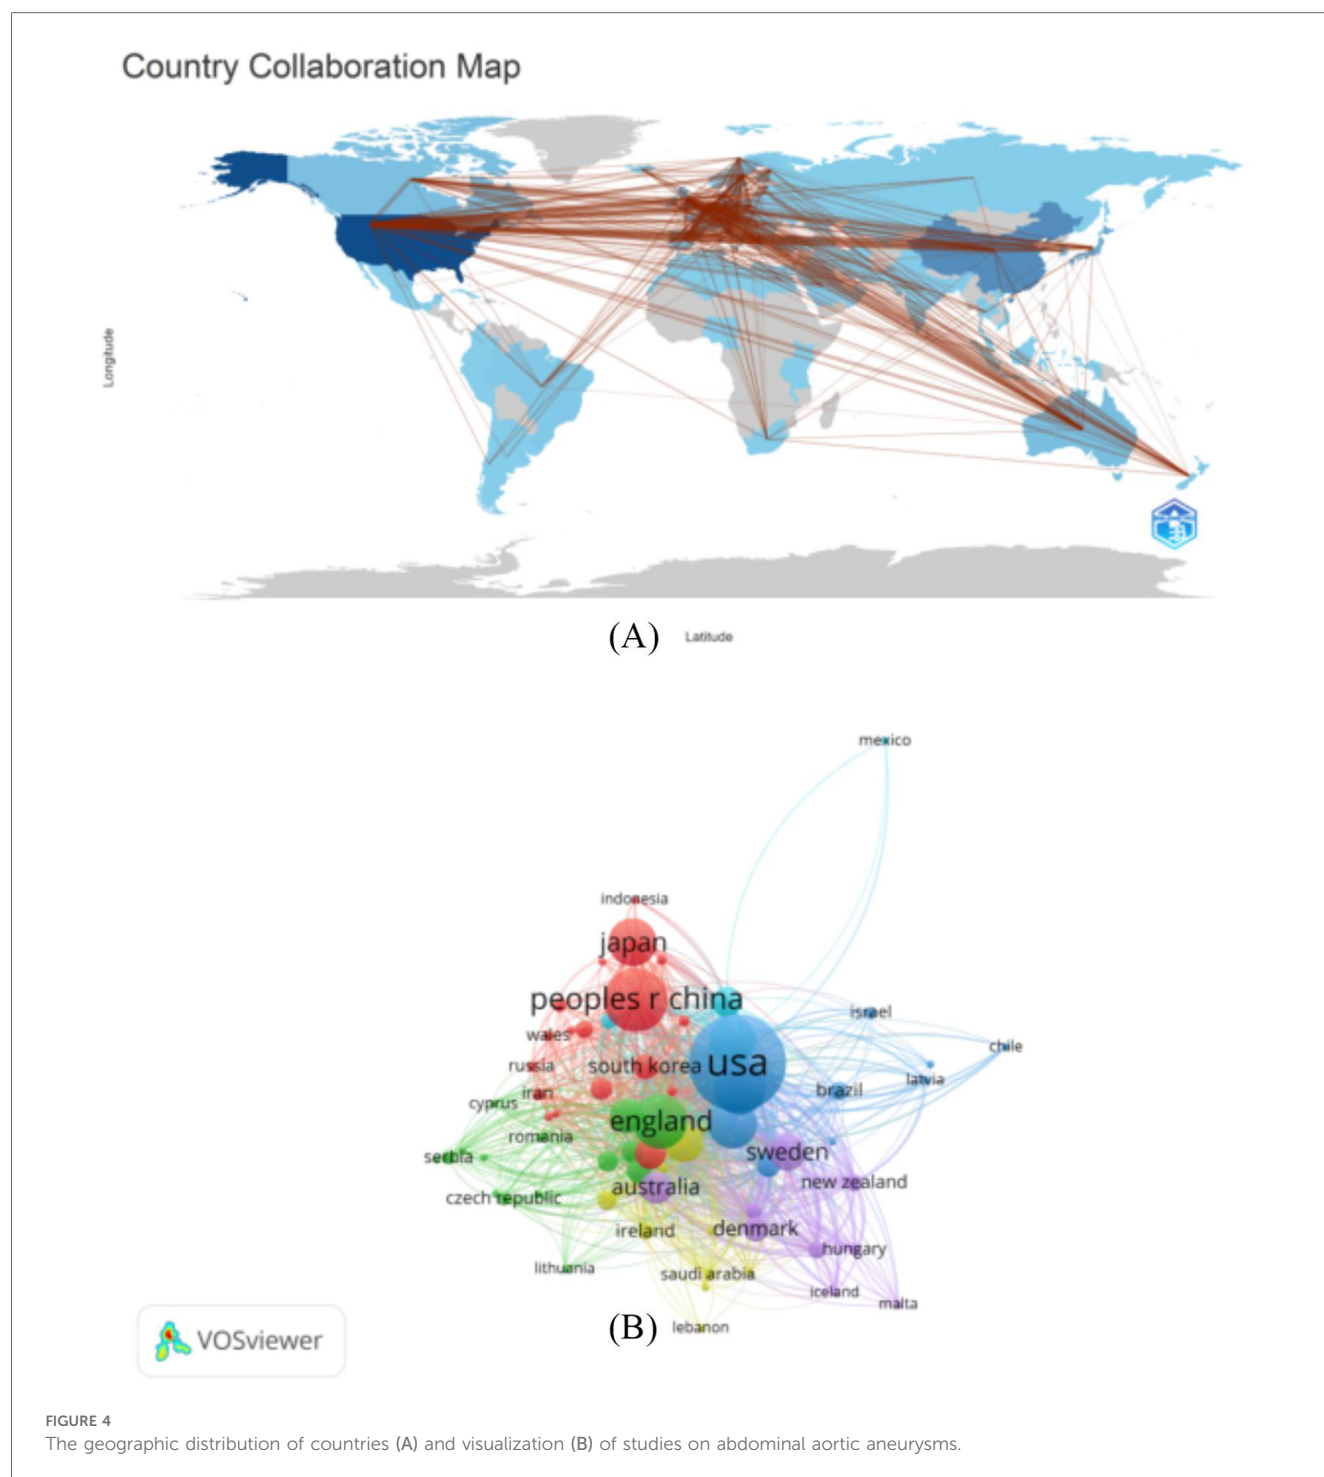 Country Collaboration Map
Longitude
(A)
Latitude
mexico
indonesia
japan
peoples r china
israel
wales
chile
usa
russia
south korea
latvia
iran
brazil
cyprus
england
romania
sweden
serbia
new zealand
australia
czech republic
ireland
denmark
hungary
lithuania
saudi arabia
iceland
malta
(B)
lebanon
VOSviewer
FIGURE 4
The geographic distribution of countries (A) and visualization (B) of studies on abdominal aortic aneurysms.